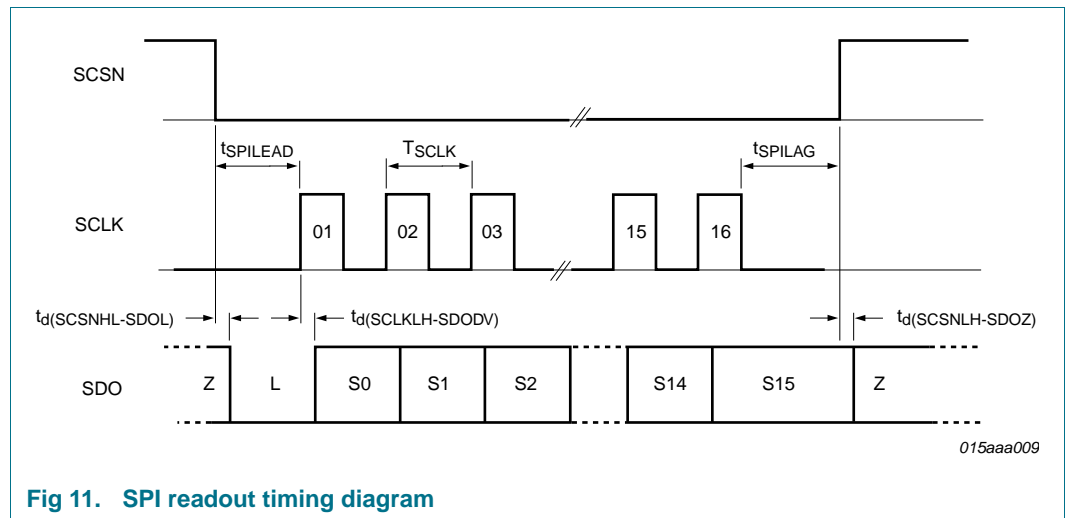 SCSN
tSPILEAD
TSCLK
tSPILAG
SCLK
01
02
03
15
16
td(SCSNHL-SDOL)
td(SCLKLH-SDODV)
td(SCSNLH-SDOZ)
SDO
Z
L
S0
S1
S2
S14
S15
Z
015aaa009
Fig 11. SPI readout timing diagram